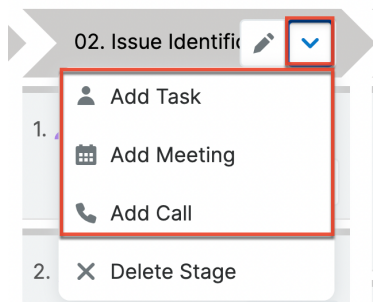 02. Issue Identific
Add Task
1.
Add Meeting
Add Call
2.
Delete Stage